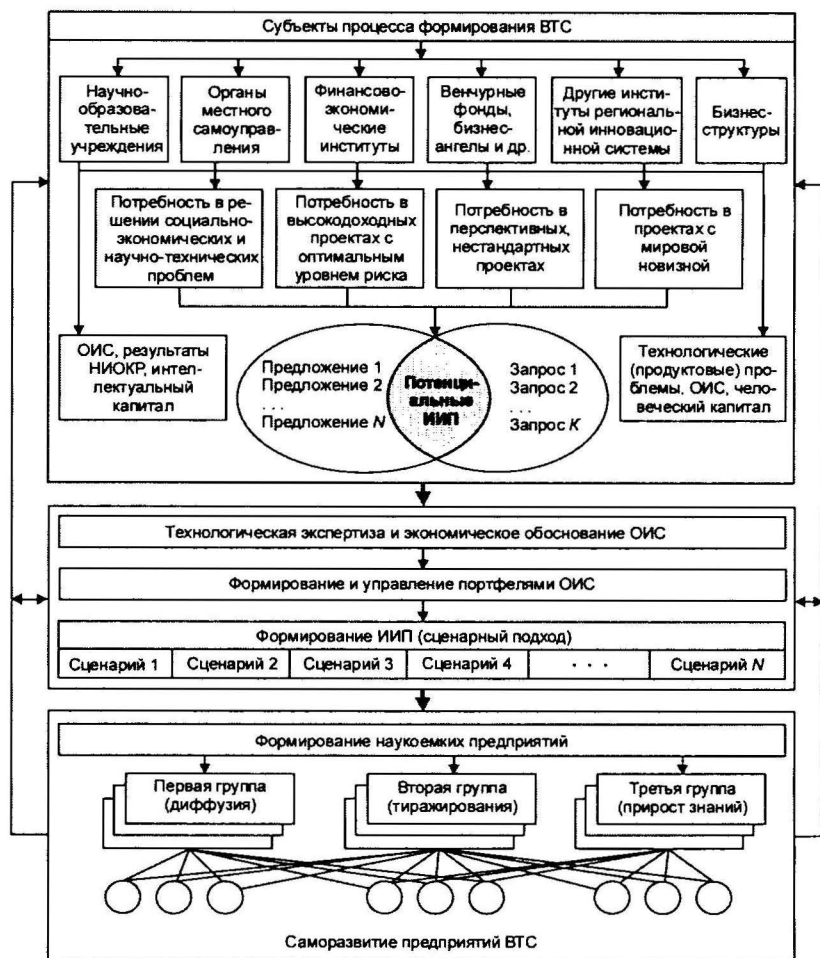 Субъекты процесса формирования ВТС
Научно-
образова-
тельные
учреждения
Органы
местного
самоуправ-
ления
Финансово-
экономи-
ческие
институты
Венчурные
фонды,
бизнес-
ангелы и др.
Другие инсти-
туты региональ-
ной инноваци-
онной системы
Бизнес-
структуры
Потребность в ре-
шении социально-
экономических и
научно-технических
проблем
Потребность в
высокодоходных
проектах с
оптимальным
уровнем риска
Потребность в
перспективных,
нестандартных
проектах
Потребность в
проектах с
мировой
новизной
ОИС, результаты
НИОКР, интел-
лектуальный
капитал
Предложение 1
Предложение 2
. . .
Предложение N
Потенци-
альные
ИИП
Запрос 1
Запрос 2
. . .
Запрос K
Технологические
(продуктовые) про-
блемы, ОИС, чело-
веческий капитал
Технологическая экспертиза и экономическое обоснование ОИС
Формирование и управление портфелями ОИС
Формирование ИИП (сценарный подход)
Сценарий 1 Сценарий 2 Сценарий 3 Сценарий 4 . . . Сценарий N
Формирование наукоемких предприятий
Первая группа
(диффузия)
Вторая группа
(тиражирования)
Третья группа
(прирост знаний)
Саморазвитие предприятий ВТС